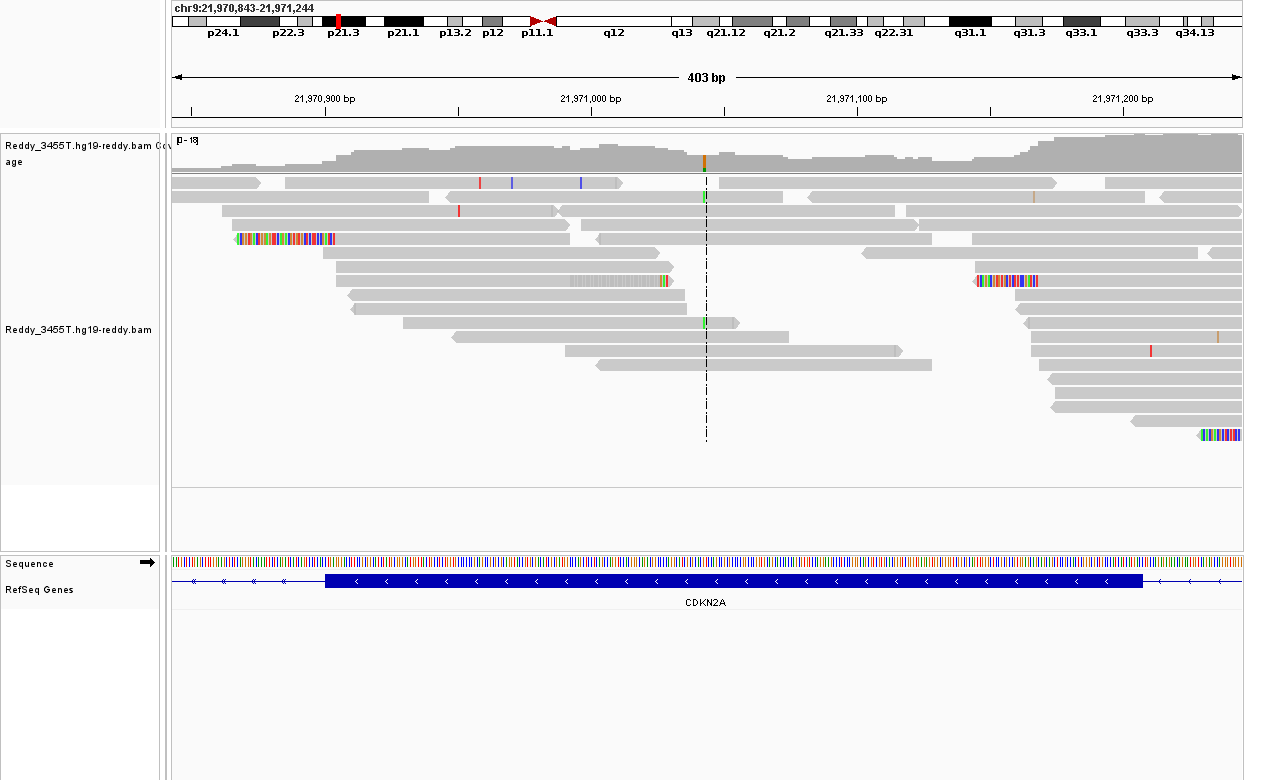 chr9:21,970,843-21,971,244
p24.1 p22.3 p21.3 p21.1 p13.2 p12 p11.1 q12 q13 q21.12 q21.2 q21.33 q22.31 q31.1 q31.3 q33.1 q33.3 q34.13
403 bp
21,970,900 bp 21,971,000 bp 21,971,100 bp 21,971,200 bp
Reddy_3455T.hg19-reddy.bam Cov
age
[0 - 18]
Reddy_3455T.hg19-reddy.bam
Sequence
RefSeq Genes
CDKN2A